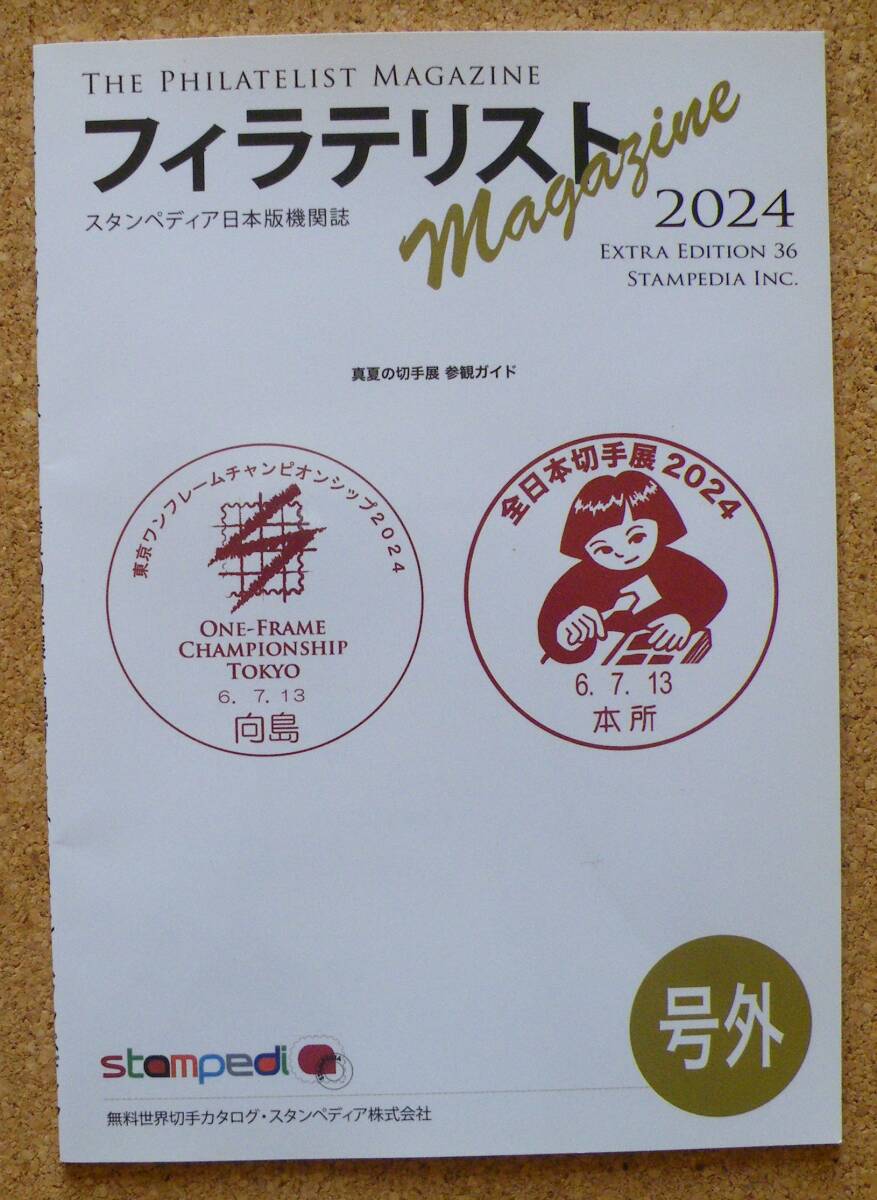 THE PHILATELIST MAGAZINE
フィラテリスト
Magazine
スタンペディア日本版機関誌
2024
EXTRA EDITION 36
STAMPEDIA INC.
真夏の切手展 参観ガイド
東京ワンフレームチャンピオンシップ2024
ONE-FRAME
CHAMPIONSHIP
TOKYO
6. 7. 13
向島
全日本切手展2024
6. 7. 13
本所
号外
stampedia
無料世界切手カタログ・スタンペディア株式会社